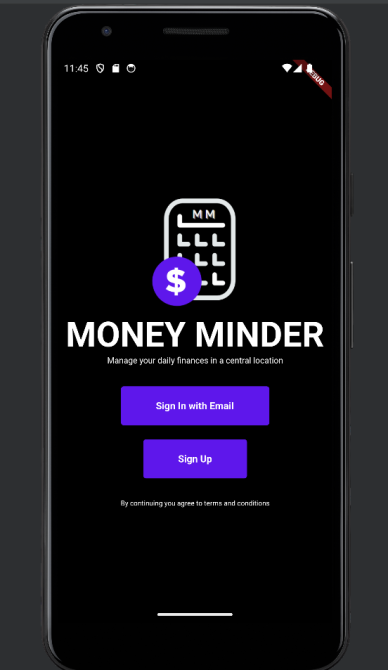 11:45
DEBUG
MM
$
MONEY MINDER
Manage your daily finances in a central location
Sign In with Email
Sign Up
By continuing you agree to terms and conditions